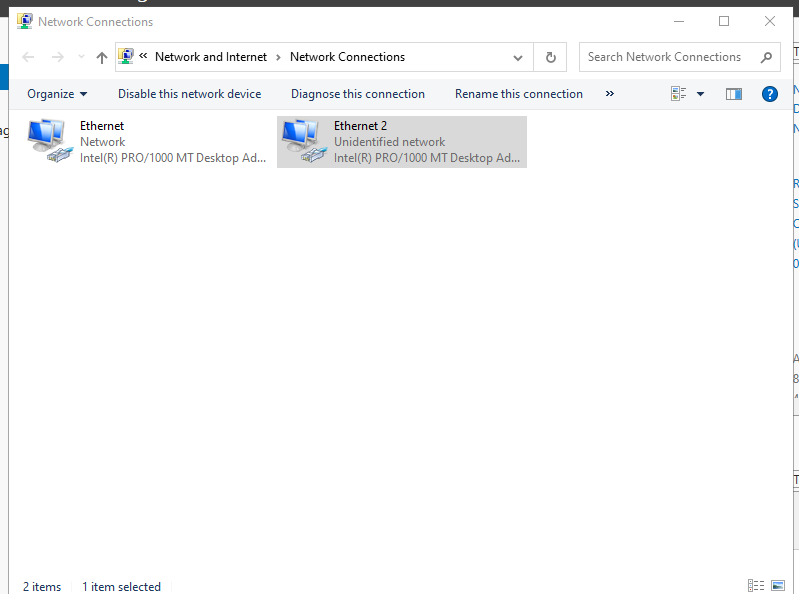 Network Connections
« Network and Internet > Network Connections
Search Network Connections
Organize Disable this network device Diagnose this connection Rename this connection »
Ethernet
Network
Intel(R) PRO/1000 MT Desktop Ad...
Ethernet 2
Unidentified network
Intel(R) PRO/1000 MT Desktop Ad...
2 items 1 item selected